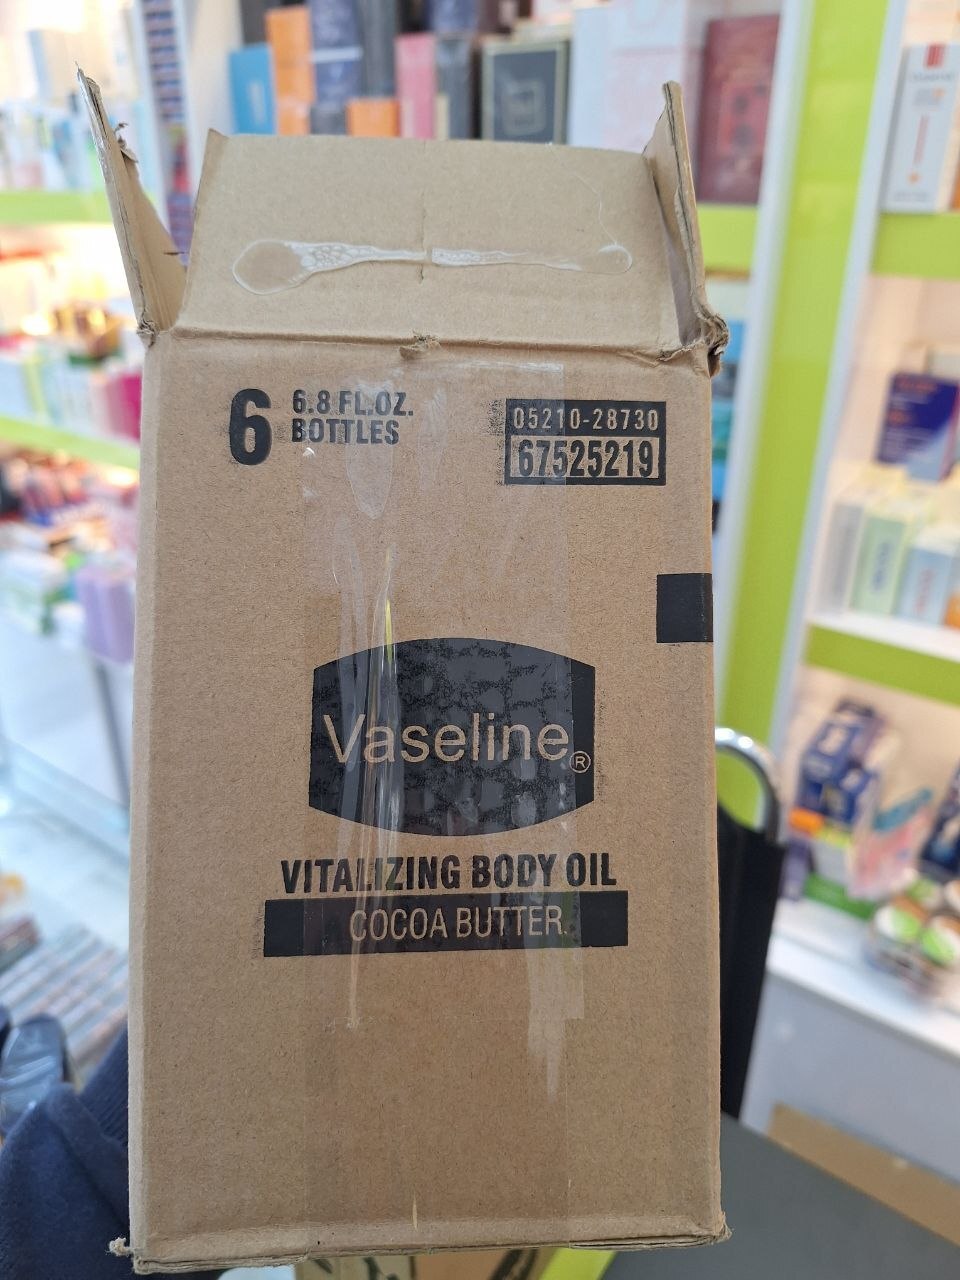 6
6.8 FL.OZ.
BOTTLES
05210-28730
67525219
Vaseline®
VITALIZING BODY OIL
COCOA BUTTER.